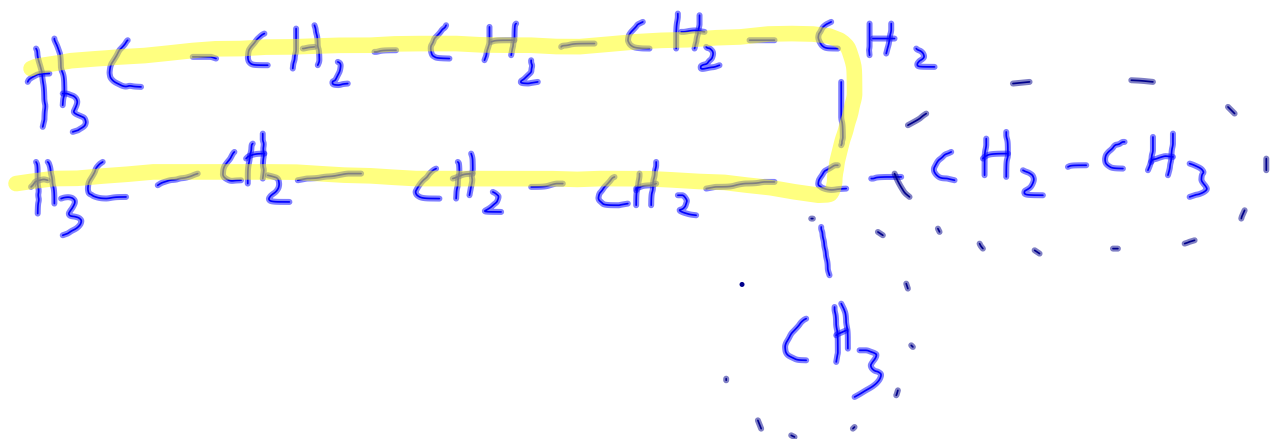 H3C - CH2 - CH2 - CH2 - CH2
H3C - CH2 - CH2 - CH2 - C - CH2 - CH3
CH3